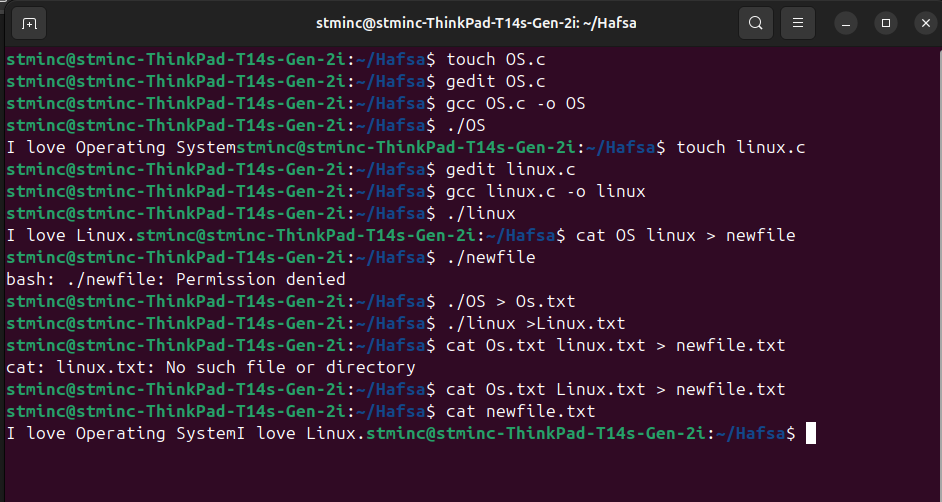 stminc@stminc-ThinkPad-T14s-Gen-2i: ~/Hafsa
stminc@stminc-ThinkPad-T14s-Gen-2i:~/Hafsa$ touch OS.c
stminc@stminc-ThinkPad-T14s-Gen-2i:~/Hafsa$ gedit OS.c
stminc@stminc-ThinkPad-T14s-Gen-2i:~/Hafsa$ gcc OS.c -o OS
stminc@stminc-ThinkPad-T14s-Gen-2i:~/Hafsa$ ./OS
I love Operating Systemstminc@stminc-ThinkPad-T14s-Gen-2i:~/Hafsa$ touch linux.c
stminc@stminc-ThinkPad-T14s-Gen-2i:~/Hafsa$ gedit linux.c
stminc@stminc-ThinkPad-T14s-Gen-2i:~/Hafsa$ gcc linux.c -o linux
stminc@stminc-ThinkPad-T14s-Gen-2i:~/Hafsa$ ./linux
I love Linux.stminc@stminc-ThinkPad-T14s-Gen-2i:~/Hafsa$ cat OS linux > newfile
stminc@stminc-ThinkPad-T14s-Gen-2i:~/Hafsa$ ./newfile
bash: ./newfile: Permission denied
stminc@stminc-ThinkPad-T14s-Gen-2i:~/Hafsa$ ./OS > Os.txt
stminc@stminc-ThinkPad-T14s-Gen-2i:~/Hafsa$ ./linux >Linux.txt
stminc@stminc-ThinkPad-T14s-Gen-2i:~/Hafsa$ cat Os.txt linux.txt > newfile.txt
cat: linux.txt: No such file or directory
stminc@stminc-ThinkPad-T14s-Gen-2i:~/Hafsa$ cat Os.txt Linux.txt > newfile.txt
stminc@stminc-ThinkPad-T14s-Gen-2i:~/Hafsa$ cat newfile.txt
I love Operating SystemI love Linux.stminc@stminc-ThinkPad-T14s-Gen-2i:~/Hafsa$